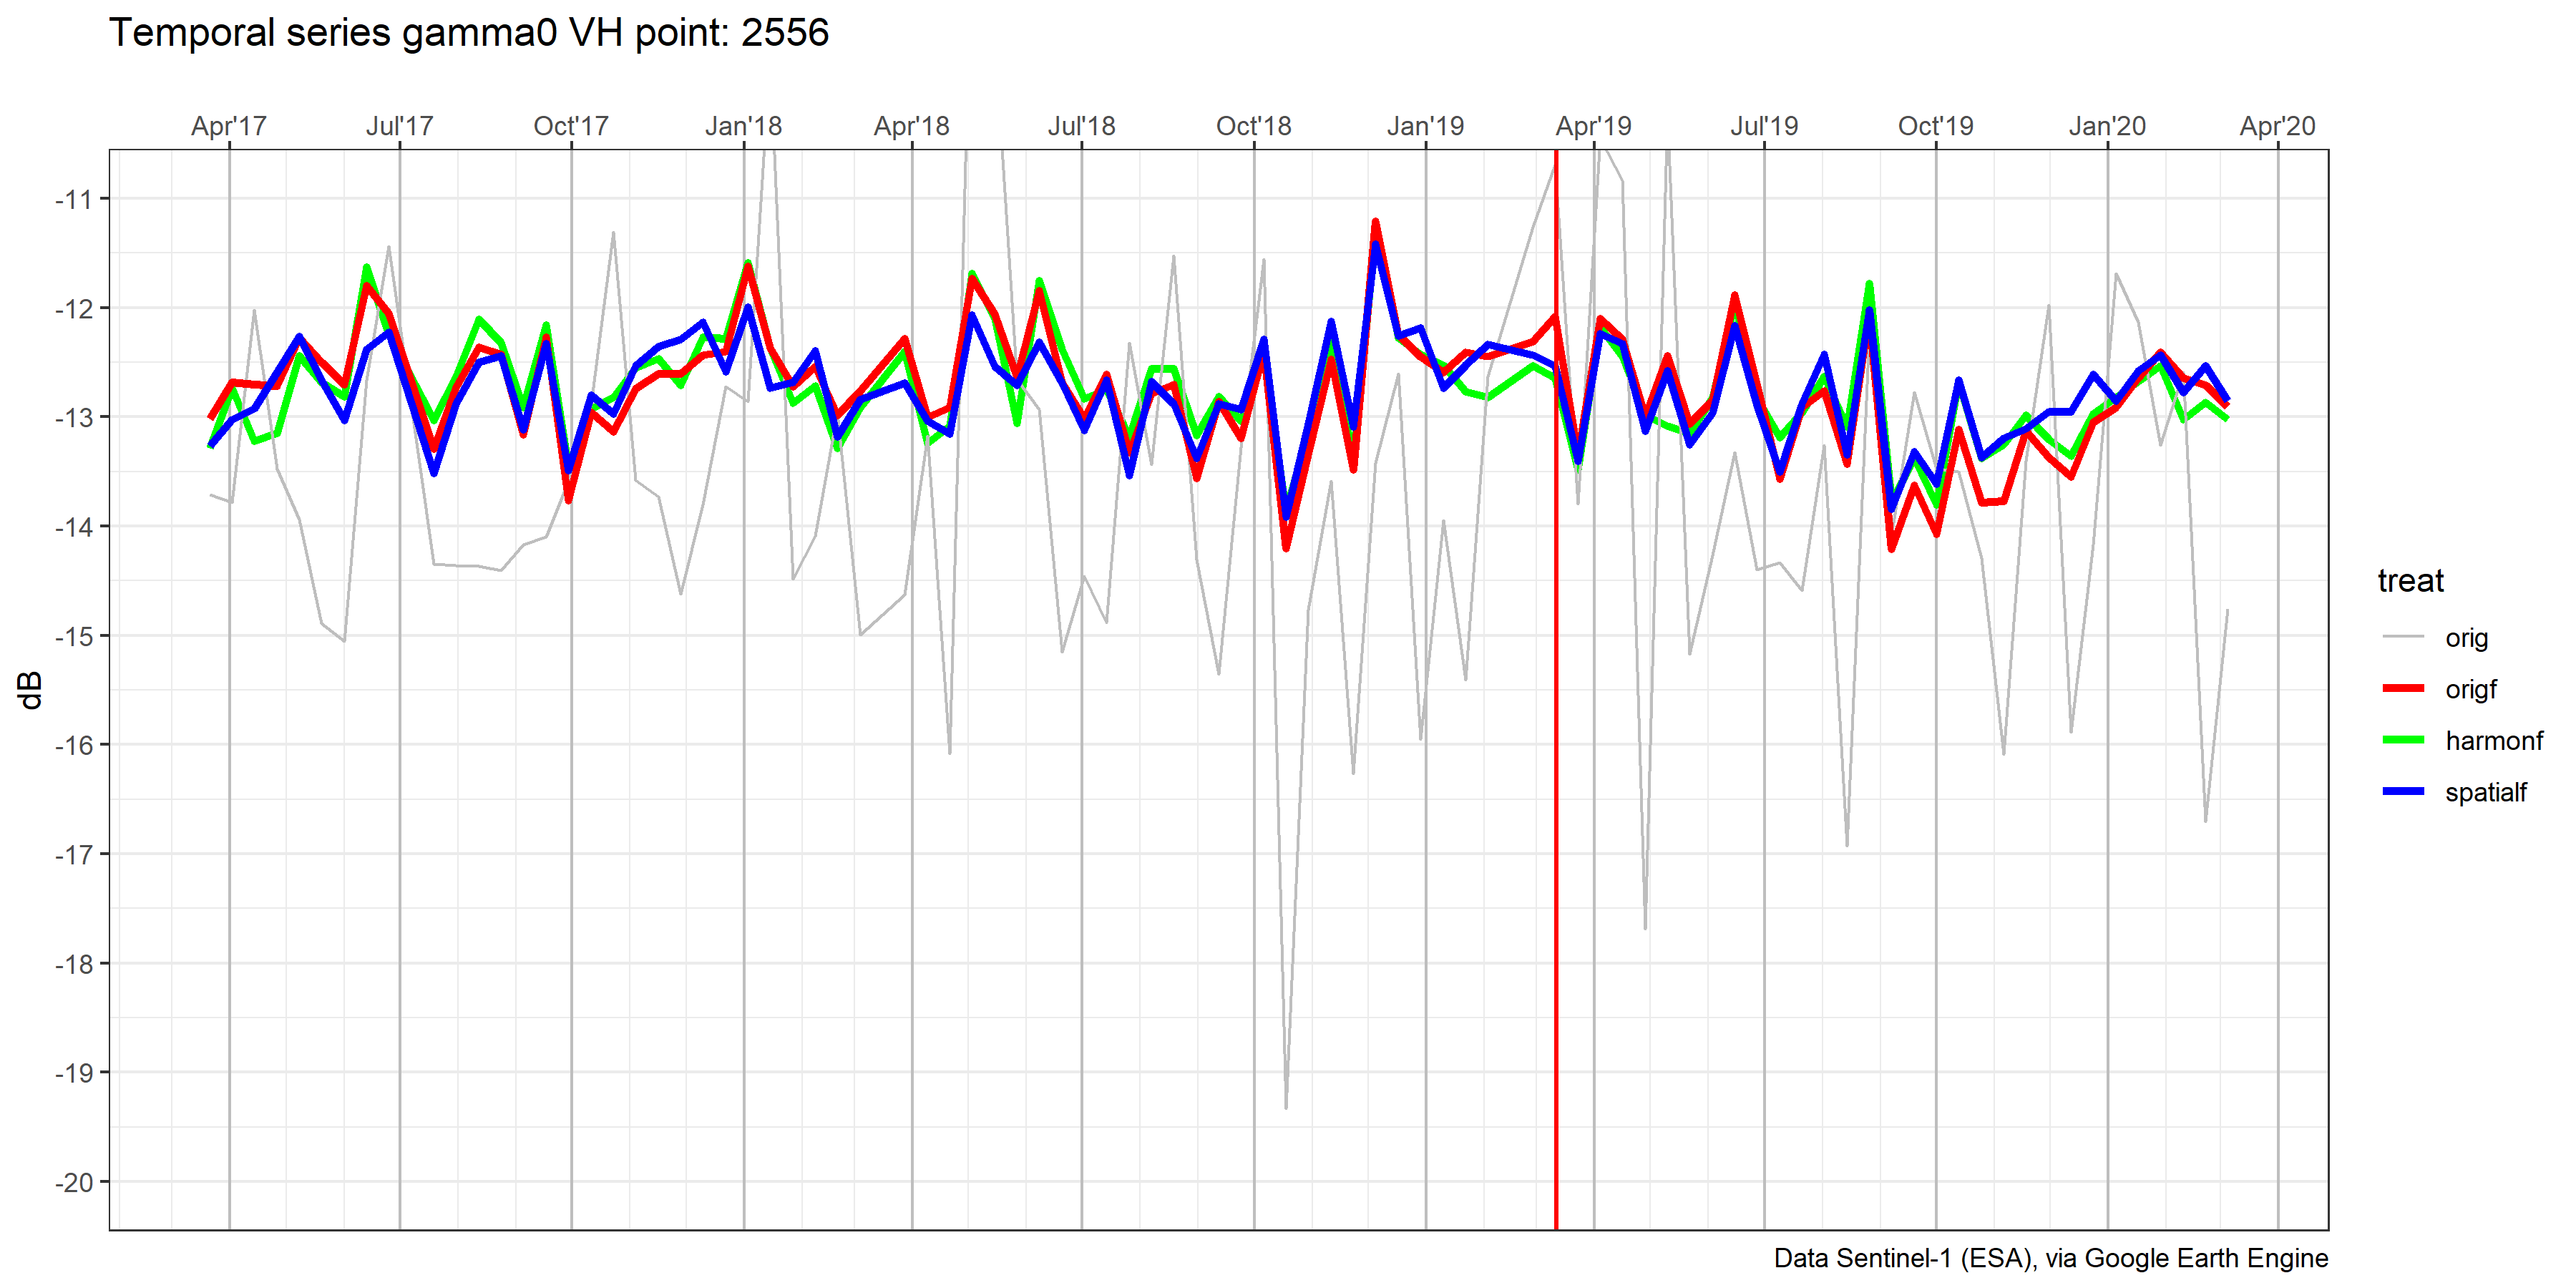 Temporal series gamma0 VH point: 2556
Apr'17 Jul'17 Oct'17 Jan'18 Apr'18 Jul'18 Oct'18 Jan'19 Apr'19 Jul'19 Oct'19 Jan'20 Apr'20
-11
-12
-13
-14
-15
-16
-17
-18
-19
-20
dB
treat
orig
origf
harmonf
spatialf
Data Sentinel-1 (ESA), via Google Earth Engine